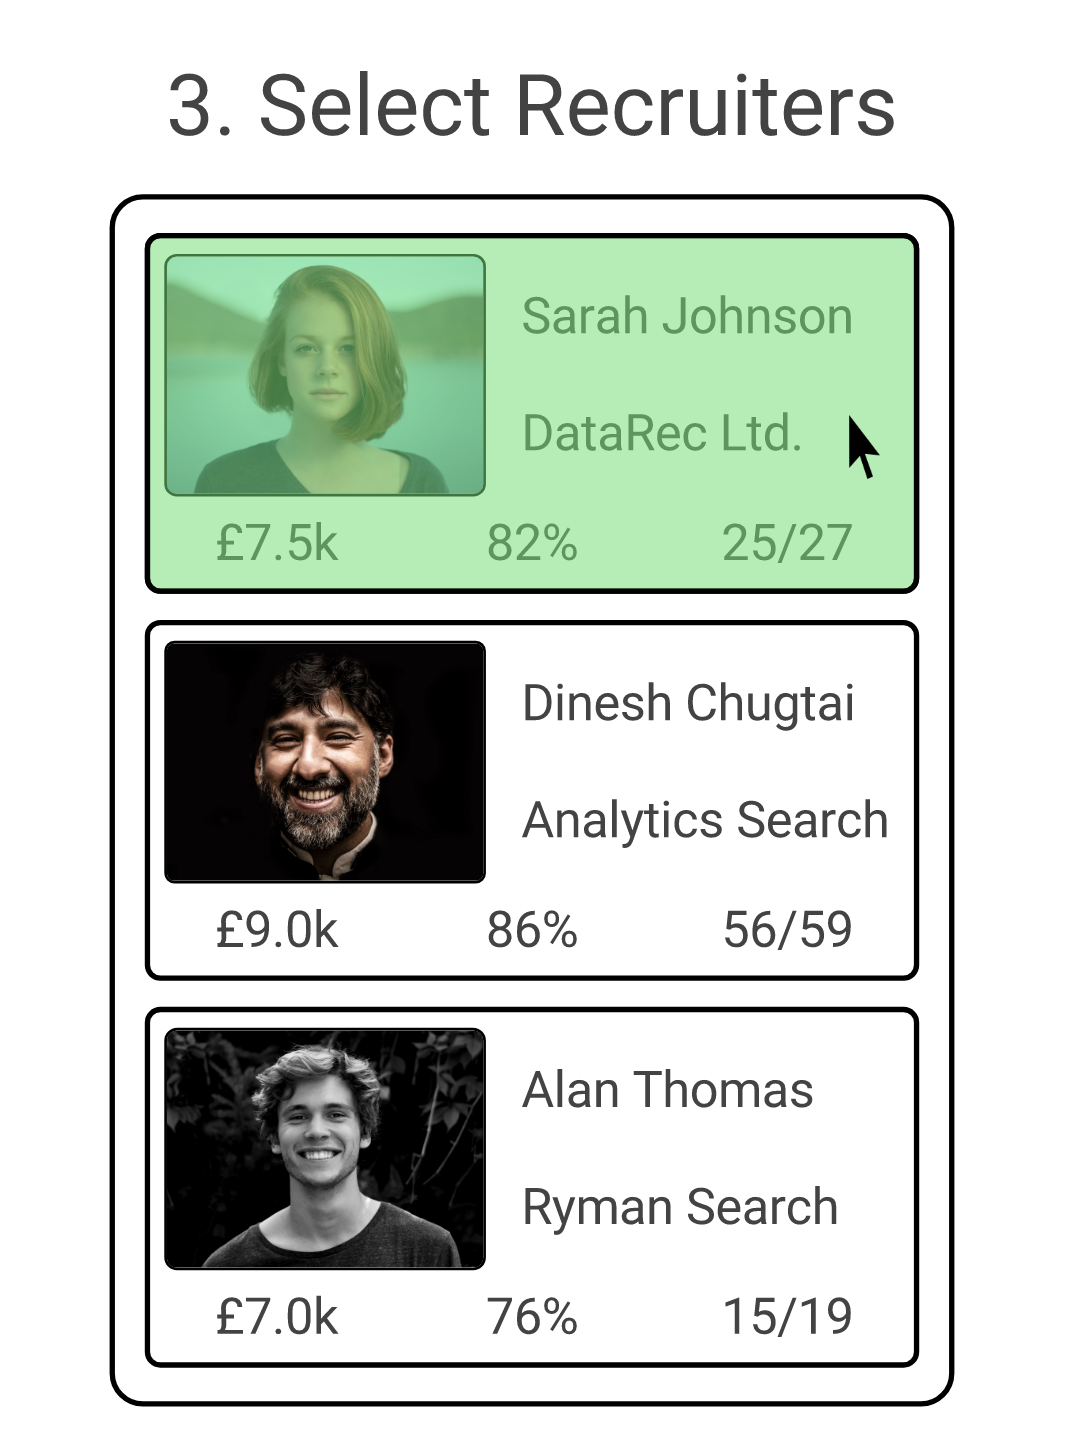 3. Select Recruiters
Sarah Johnson
DataRec Ltd.
£7.5k 82% 25/27
Dinesh Chugtai
Analytics Search
£9.0k 86% 56/59
Alan Thomas
Ryman Search
£7.0k 76% 15/19